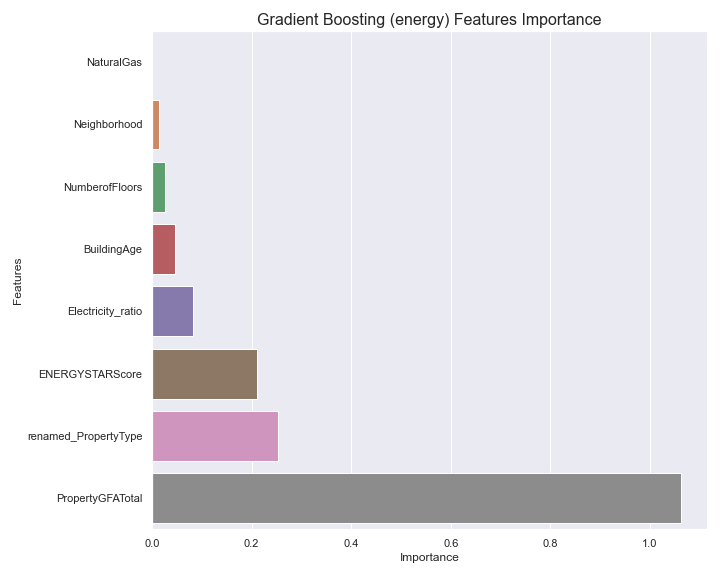 Gradient Boosting (energy) Features Importance
NaturalGas
Neighborhood
NumberofFloors
BuildingAge
Electricity_ratio
ENERGYSTARScore
renamed_PropertyType
PropertyGFATotal
Features
0.0 0.2 0.4 0.6 0.8 1.0
Importance